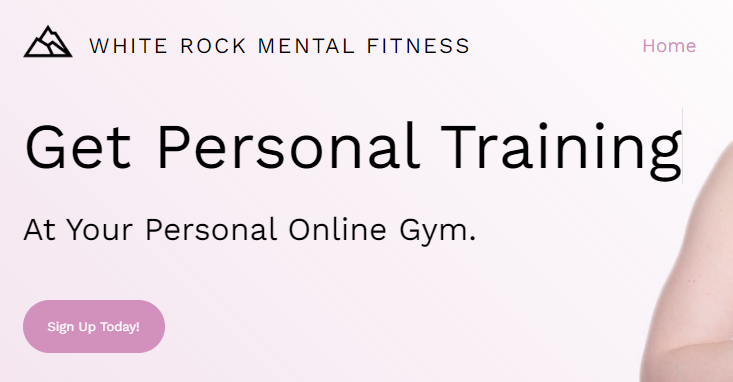 WHITE ROCK MENTAL FITNESS
Home
Get Personal Training
At Your Personal Online Gym.
Sign Up Today!